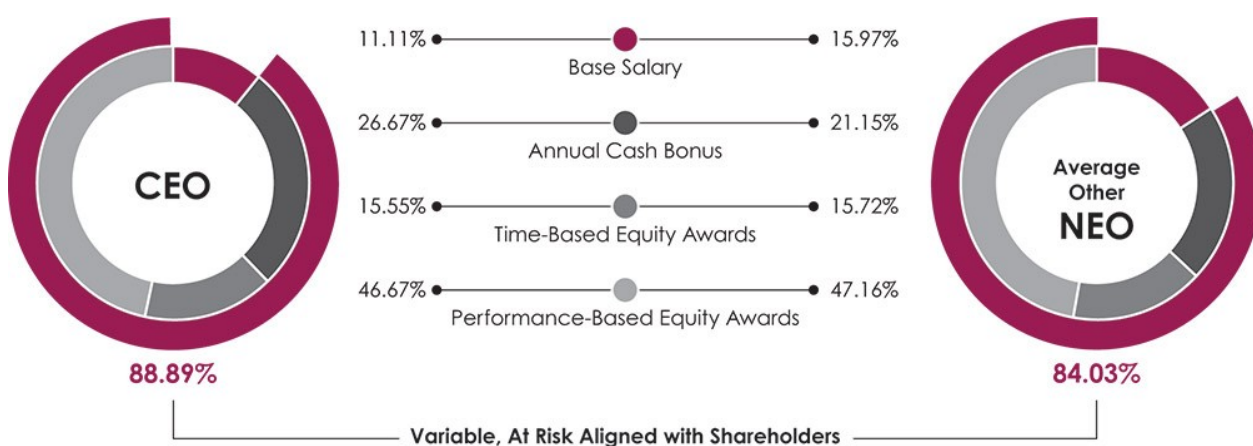 11.11% 15.97%
Base Salary
26.67% 21.15%
Annual Cash Bonus
CEO
Average
Other
NEO
15.55% 15.72%
Time-Based Equity Awards
46.67% 47.16%
Performance-Based Equity Awards
88.89% 84.03%
Variable, At Risk Aligned with Shareholders